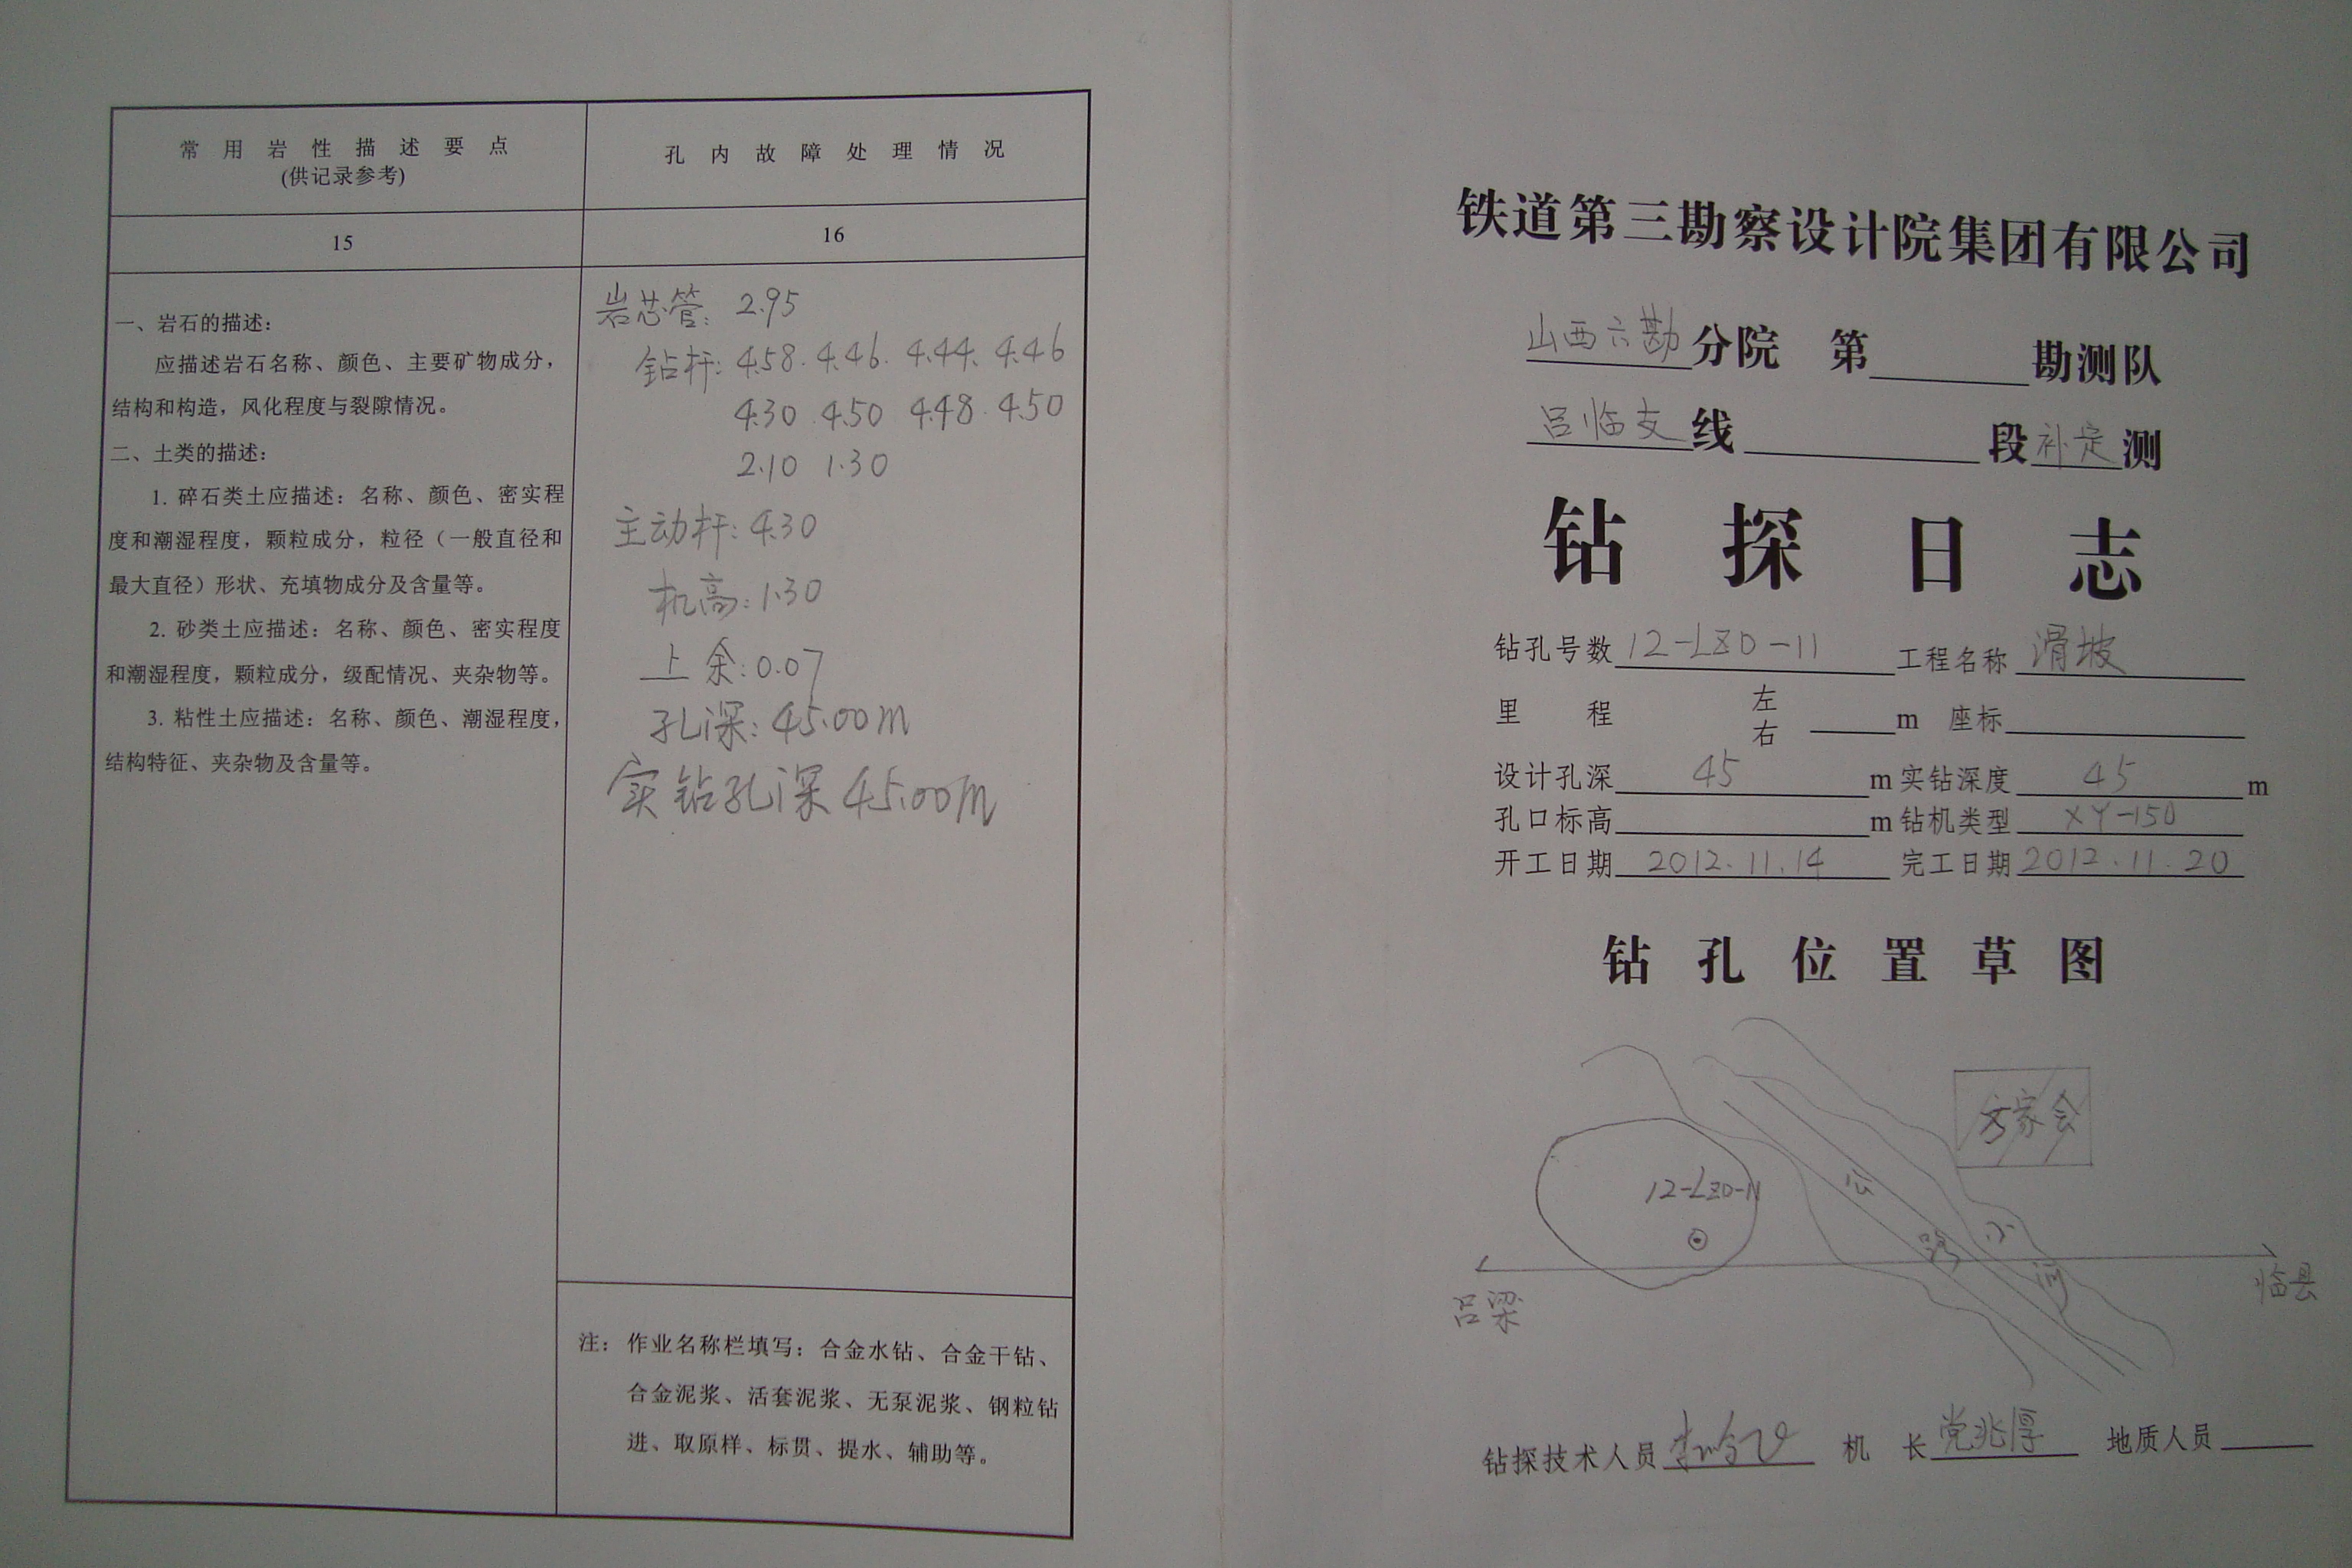 常用岩性描述要点
(供记录参考)
孔内故障处理情况
15
16
一、岩石的描述：
应描述岩石名称、颜色、主要矿物成分，
结构和构造，风化程度与裂隙情况。
二、土类的描述：
1. 碎石类土应描述：名称、颜色、密实程
度和潮湿程度，颗粒成分，粒径（一般直径和
最大直径）形状、充填物成分及含量等。
2. 砂类土应描述：名称、颜色、密实程度
和潮湿程度，颗粒成分，级配情况、夹杂物等。
3. 粘性土应描述：名称、颜色、潮湿程度，
结构特征、夹杂物及含量等。
岩芯管：2.95
钻杆：4.58. 4.46. 4.44. 4.46
4.30 4.50 4.48. 4.50
2.10 1.30
主动杆：4.30
机高：1.30
上余：0.07
孔深：45.00m
实钻孔深45.00m
注：作业名称栏填写：合金水钻、合金干钻、
合金泥浆、活套泥浆、无泵泥浆、钢粒钻
进、取原样、标贯、提水、辅助等。
铁道第三勘察设计院集团有限公司
山西六勘分院 第 勘测队
吕临支线 段补定测
钻探日志
钻孔号数12-LZD-11 工程名称 滑坡
里程 左右 m 座标
设计孔深 45 m 实钻深度 45 m
孔口标高 m 钻机类型 XY-150
开工日期 2012.11.14 完工日期 2012.11.20
钻孔位置草图
家会
12-LZD-11
公路
小河
吕梁
临县
钻探技术人员 机长 党兆厚 地质人员